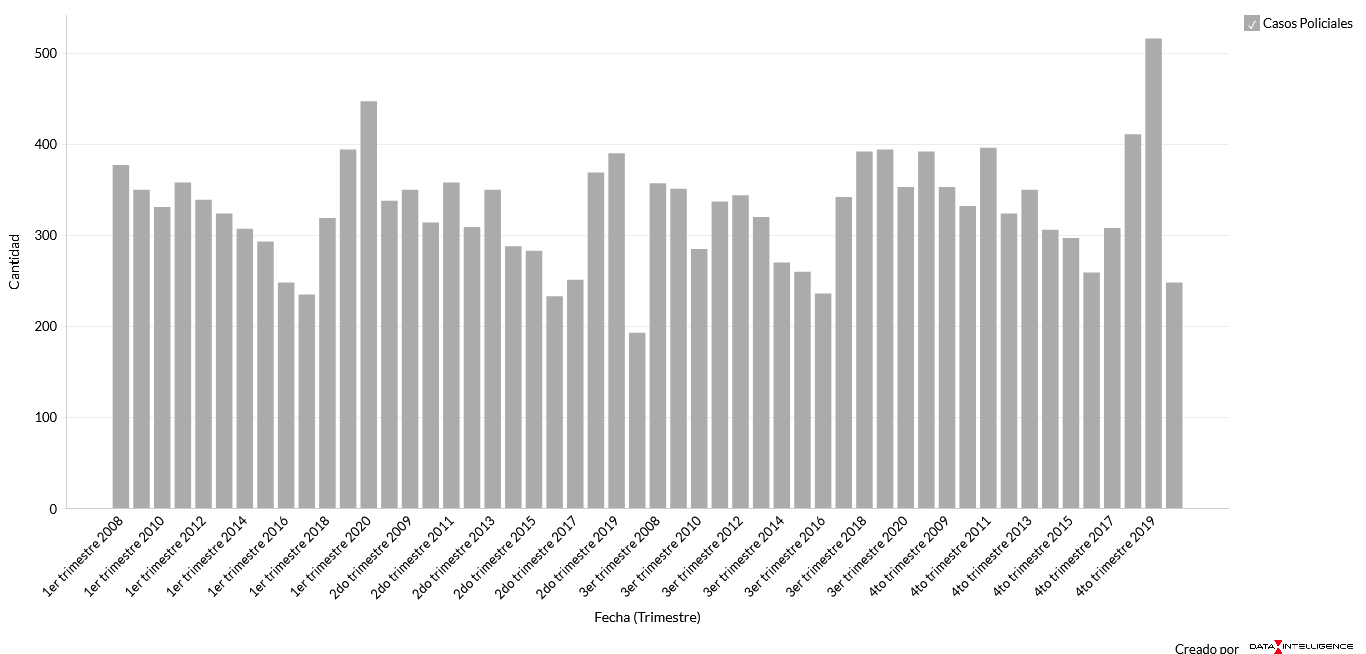 Casos Policiales
500
400
300
200
100
0
Cantidad
1er trimestre 2008
1er trimestre 2010
1er trimestre 2012
1er trimestre 2014
1er trimestre 2016
1er trimestre 2018
1er trimestre 2020
2do trimestre 2009
2do trimestre 2011
2do trimestre 2013
2do trimestre 2015
2do trimestre 2017
2do trimestre 2019
3er trimestre 2008
3er trimestre 2010
3er trimestre 2012
3er trimestre 2014
3er trimestre 2016
3er trimestre 2018
3er trimestre 2020
4to trimestre 2009
4to trimestre 2011
4to trimestre 2013
4to trimestre 2015
4to trimestre 2017
4to trimestre 2019
Fecha (Trimestre)
Creado por DATA INTELLIGENCE